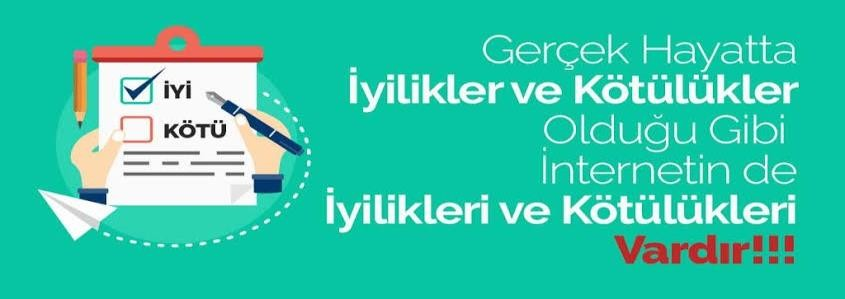 İYİ
KÖTÜ
Gerçek Hayatta
İyilikler ve Kötülükler
Olduğu Gibi
İnternetin de
İyilikleri ve Kötülükleri
Vardır!!!